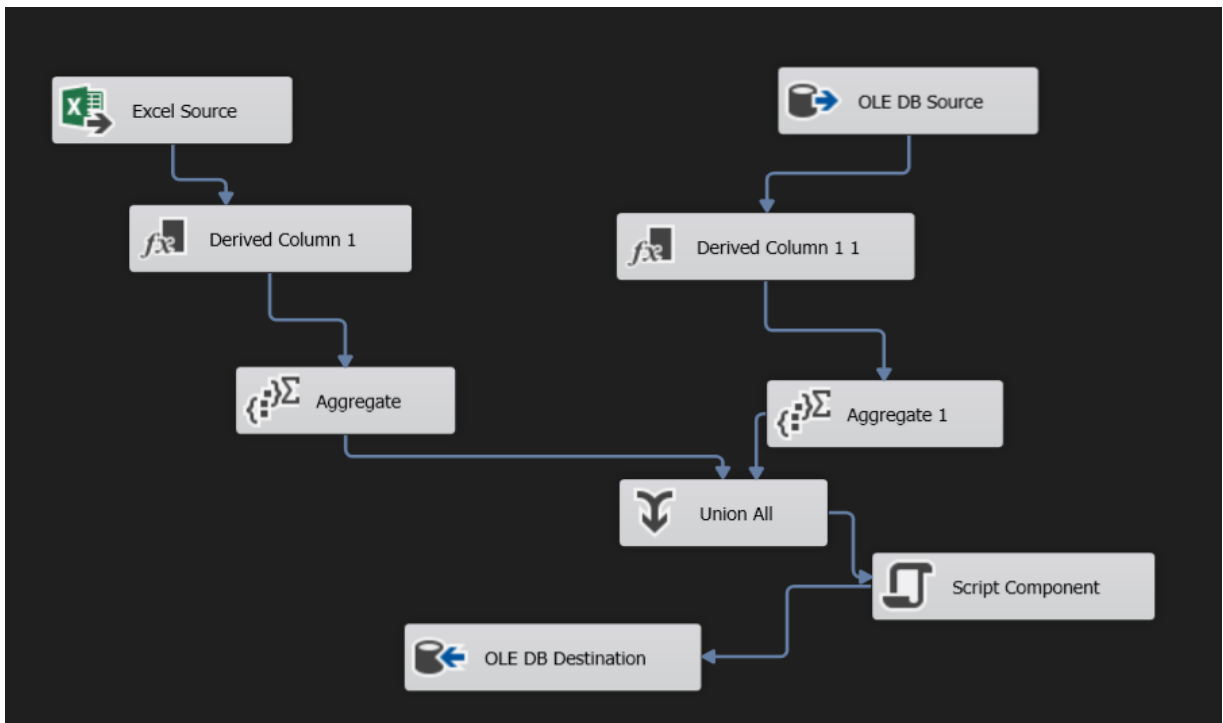 Excel Source
OLE DB Source
Derived Column 1
Derived Column 1 1
Aggregate
Aggregate 1
Union All
Script Component
OLE DB Destination